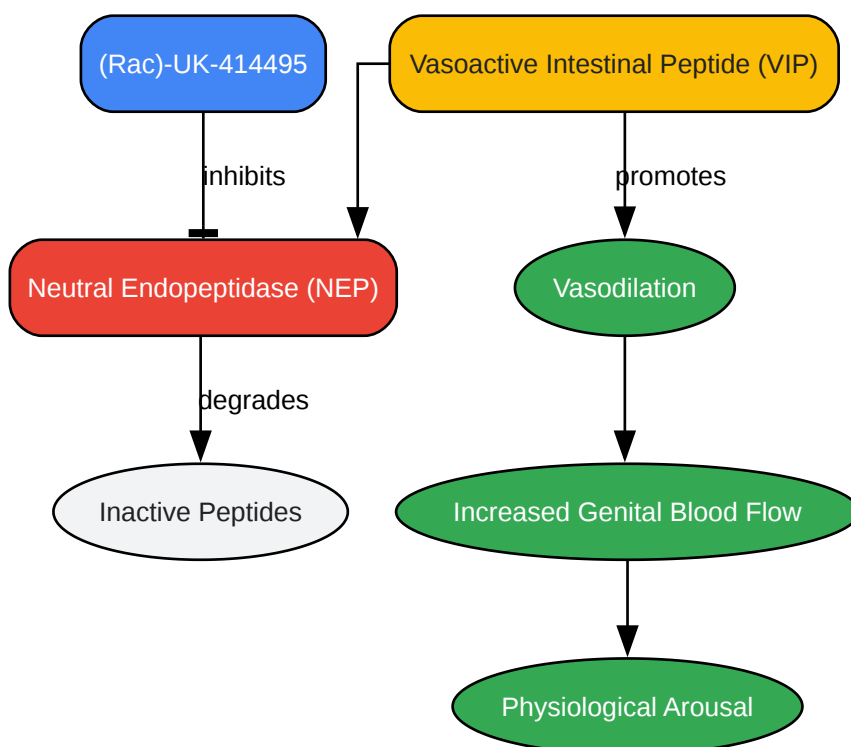 (Rac)-UK-414495
Vasoactive Intestinal Peptide (VIP)
inhibits
promotes
Neutral Endopeptidase (NEP)
Vasodilation
degrades
Inactive Peptides
Increased Genital Blood Flow
Physiological Arousal